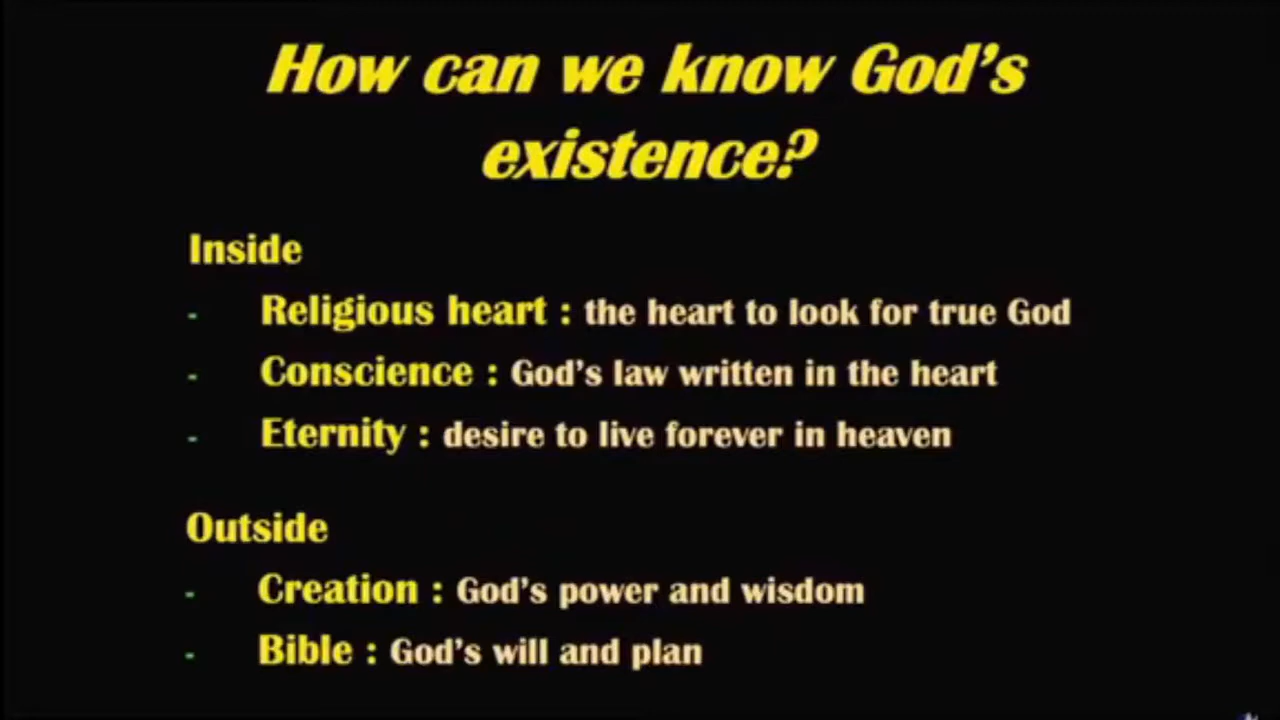 How can we know God's
existence?
Inside
- Religious heart : the heart to look for true God
- Conscience : God's law written in the heart
- Eternity : desire to live forever in heaven
Outside
- Creation : God's power and wisdom
- Bible : God's will and plan